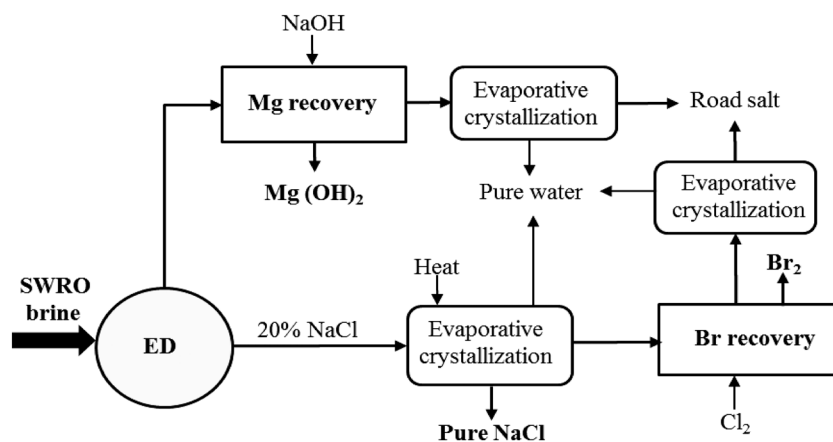 NaOH
Mg recovery
Evaporative
crystallization
Road salt
Mg (OH)2
Pure water
Evaporative
crystallization
SWRO
brine
ED
20% NaCl
Heat
Evaporative
crystallization
Br2
Br recovery
Pure NaCl
Cl2